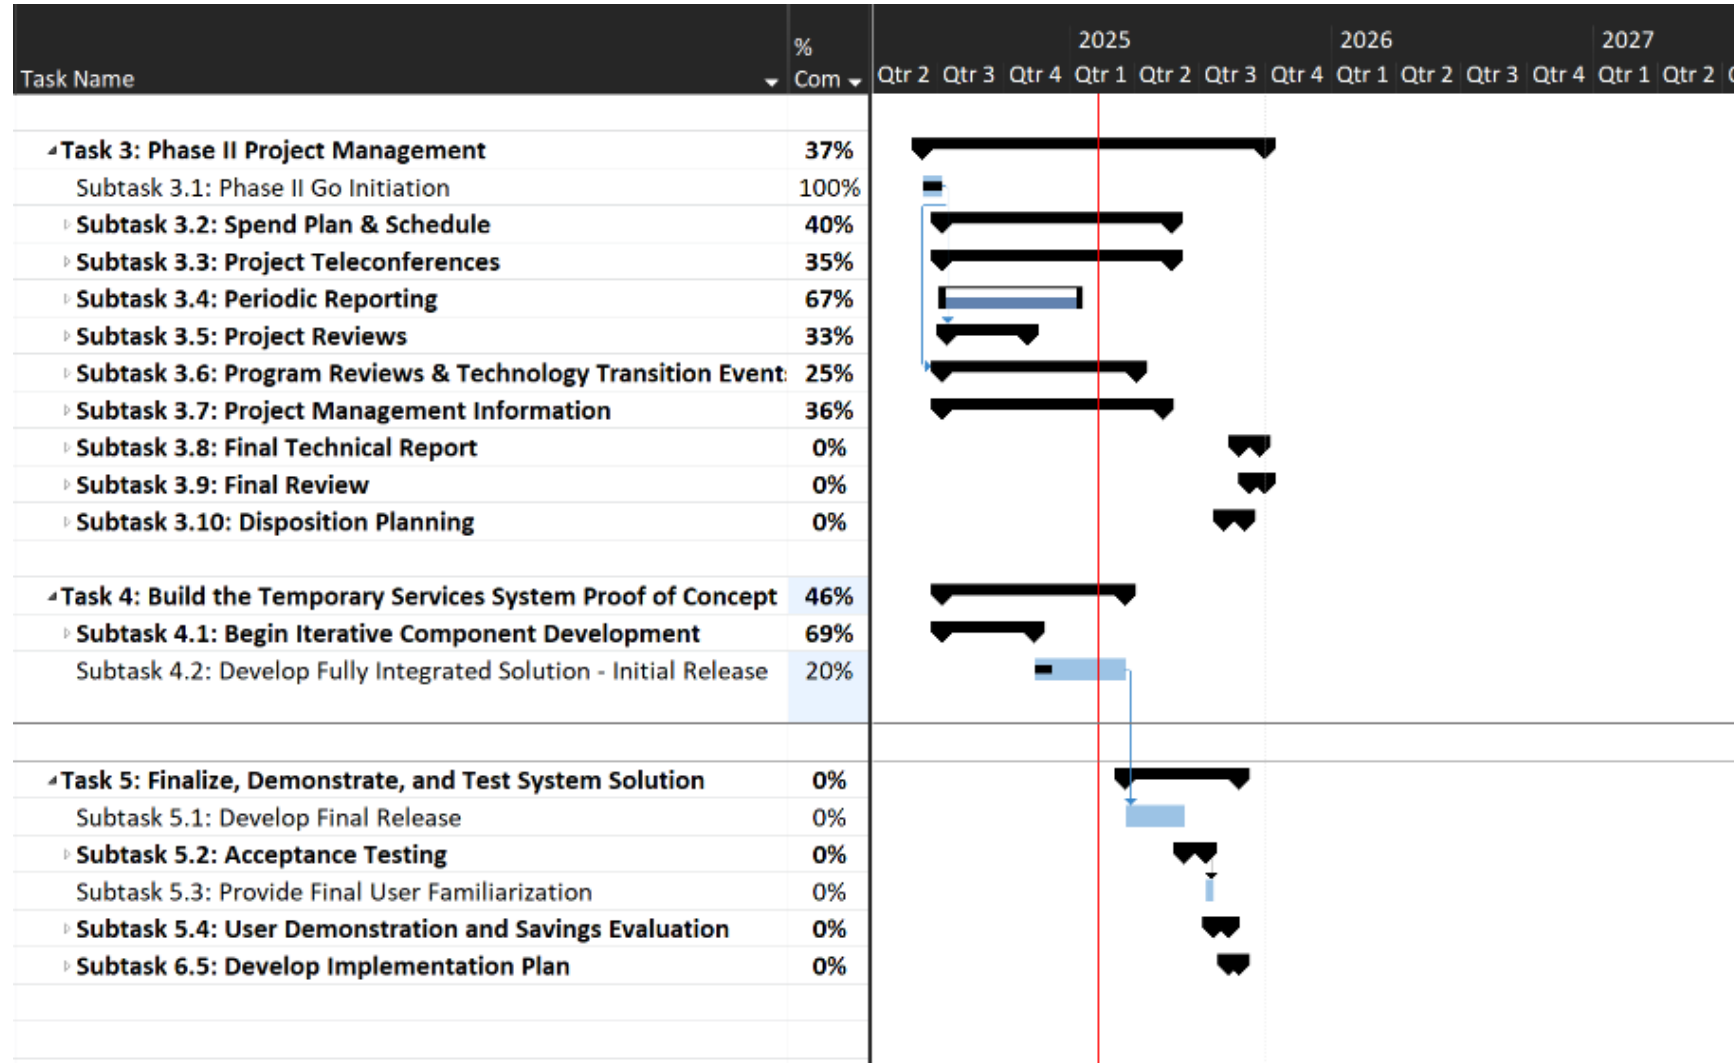 2025 2026 2027
Task Name % Com Qtr 2 Qtr 3 Qtr 4 Qtr 1 Qtr 2 Qtr 3 Qtr 4 Qtr 1 Qtr 2 Qtr 3 Qtr 4 Qtr 1 Qtr 2
Task 3: Phase II Project Management 37%
Subtask 3.1: Phase II Go Initiation 100%
Subtask 3.2: Spend Plan & Schedule 40%
Subtask 3.3: Project Teleconferences 35%
Subtask 3.4: Periodic Reporting 67%
Subtask 3.5: Project Reviews 33%
Subtask 3.6: Program Reviews & Technology Transition Event 25%
Subtask 3.7: Project Management Information 36%
Subtask 3.8: Final Technical Report 0%
Subtask 3.9: Final Review 0%
Subtask 3.10: Disposition Planning 0%
Task 4: Build the Temporary Services System Proof of Concept 46%
Subtask 4.1: Begin Iterative Component Development 69%
Subtask 4.2: Develop Fully Integrated Solution - Initial Release 20%
Task 5: Finalize, Demonstrate, and Test System Solution 0%
Subtask 5.1: Develop Final Release 0%
Subtask 5.2: Acceptance Testing 0%
Subtask 5.3: Provide Final User Familiarization 0%
Subtask 5.4: User Demonstration and Savings Evaluation 0%
Subtask 6.5: Develop Implementation Plan 0%